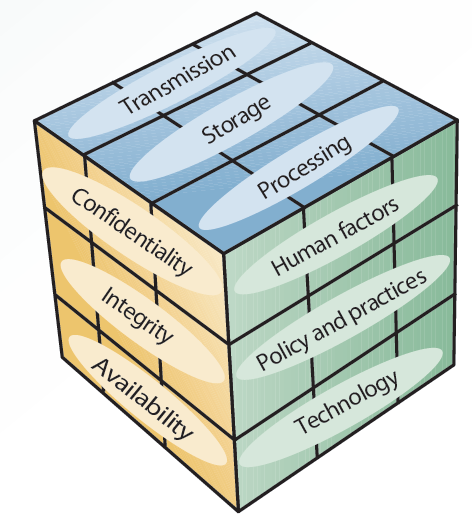 Transmission
Storage
Processing
Confidentiality
Integrity
Availability
Human factors
Policy and practices
Technology